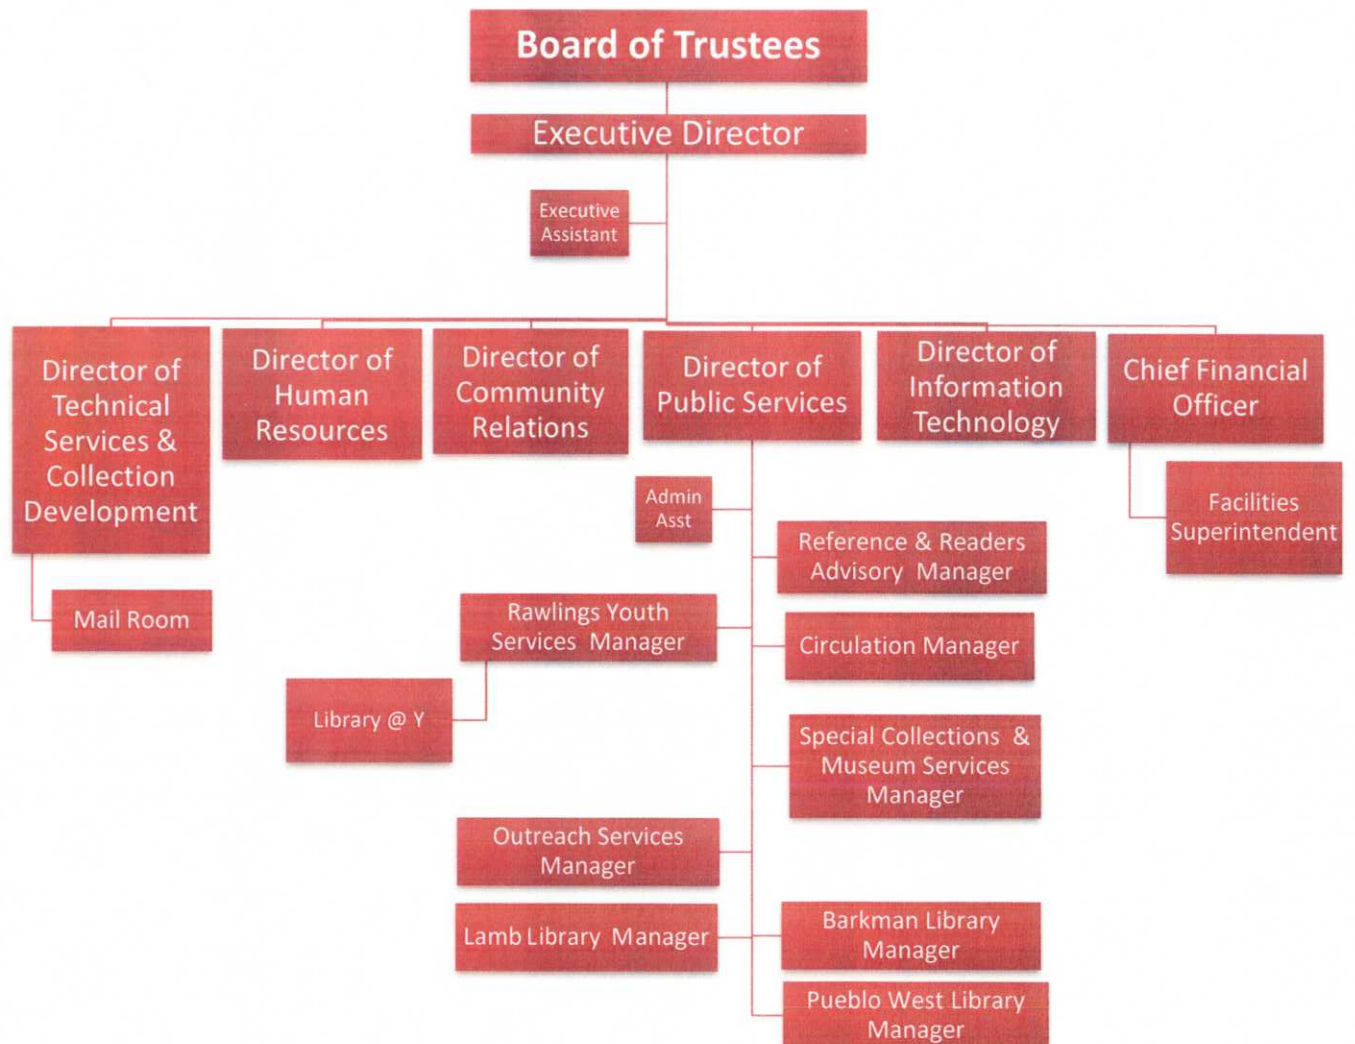 Board of Trustees
Executive Director
Executive
Assistant
Director of
Technical
Services &
Collection
Development
Director of
Human
Resources
Director of
Community
Relations
Director of
Public Services
Director of
Information
Technology
Chief Financial
Officer
Admin
Asst
Facilities
Superintendent
Reference & Readers
Advisory Manager
Mail Room
Rawlings Youth
Services Manager
Circulation Manager
Library @ Y
Special Collections &
Museum Services
Manager
Outreach Services
Manager
Lamb Library Manager
Barkman Library
Manager
Pueblo West Library
Manager